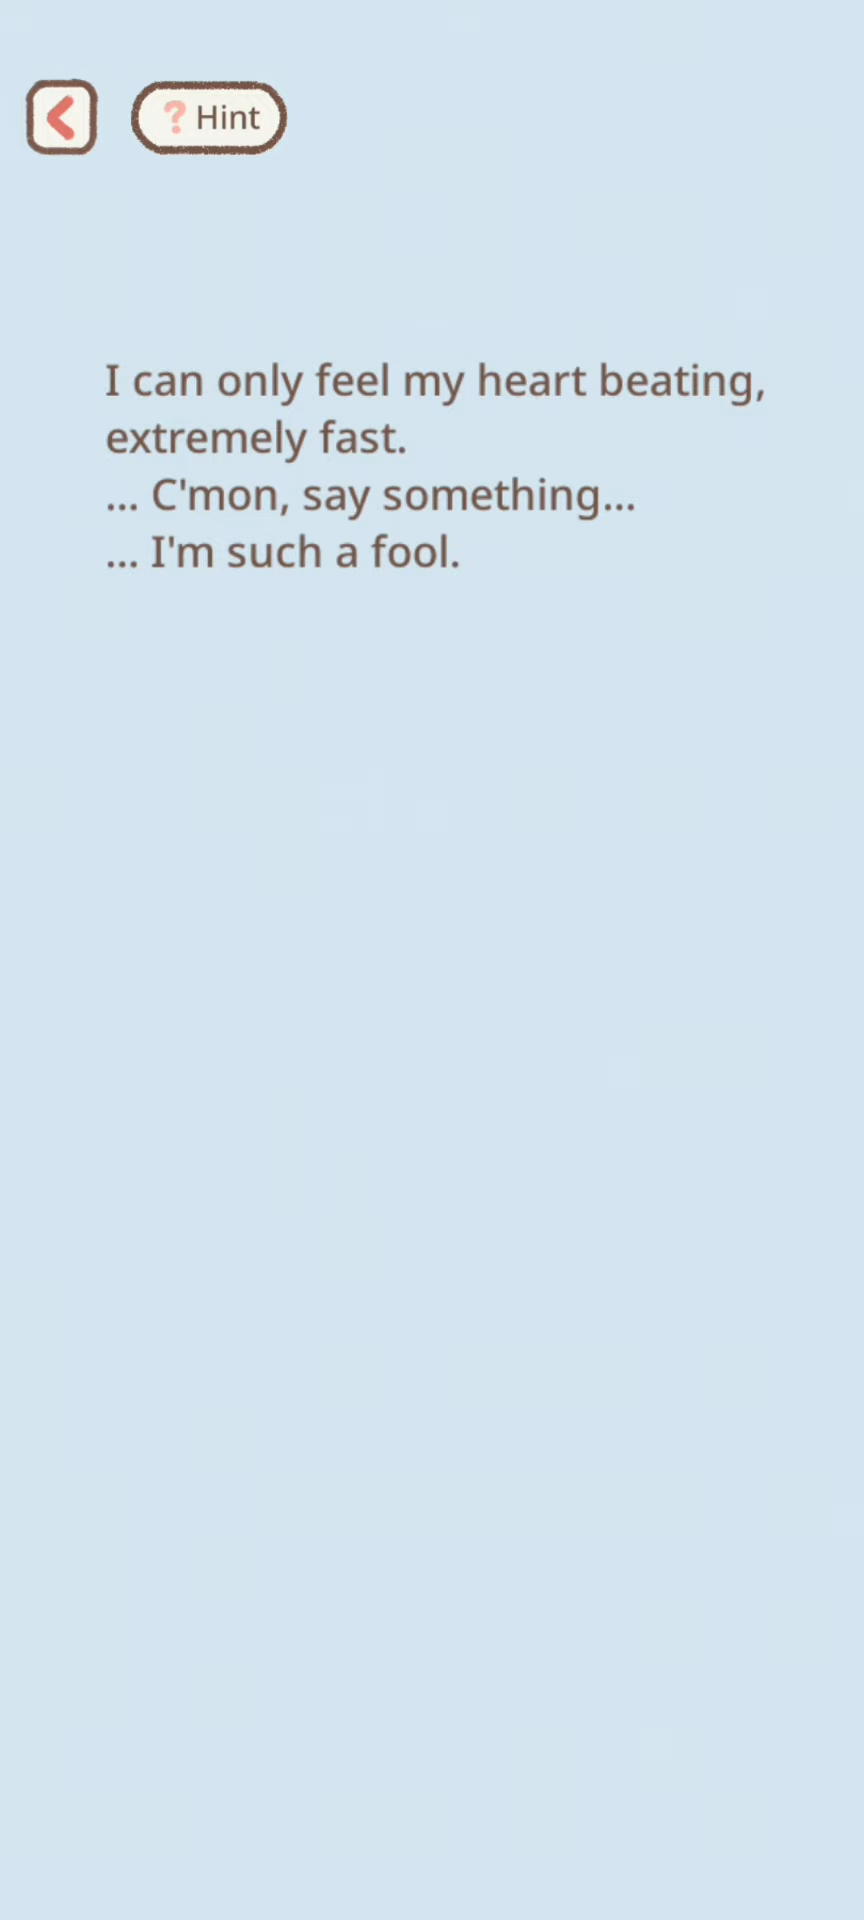 ? Hint
I can only feel my heart beating,
extremely fast.
... C'mon, say something...
... I'm such a fool.